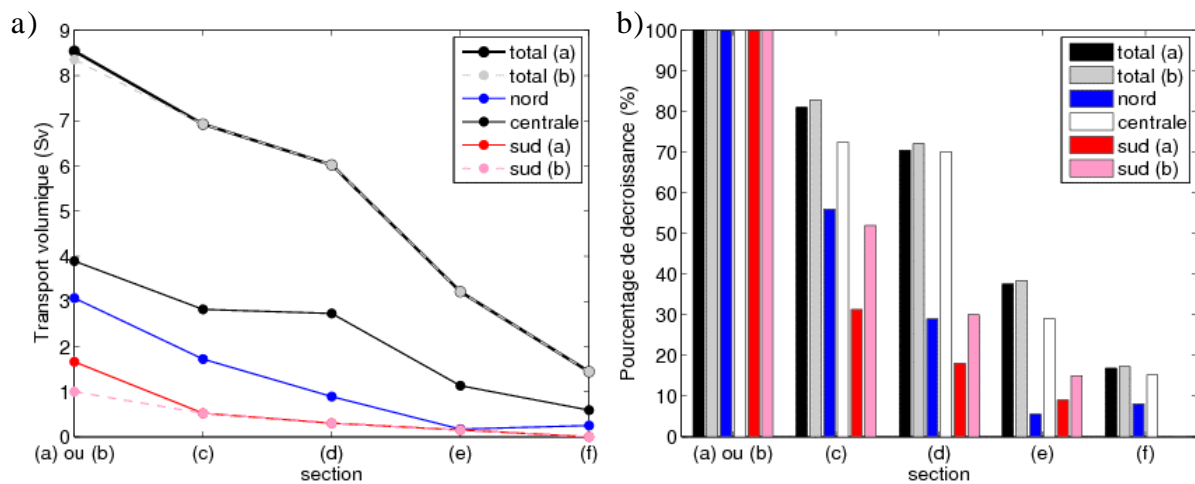 a)
9
8
7
6
5
4
3
2
1
0
Transport volumique (Sv)
total (a)
total (b)
nord
centrale
sud (a)
sud (b)
(a) ou (b)
(c)
(d)
(e)
(f)
section
b)
100
90
80
70
60
50
40
30
20
10
0
Pourcentage de decroissance (%)
total (a)
total (b)
nord
centrale
sud (a)
sud (b)
(a) ou (b)
(c)
(d)
(e)
(f)
section